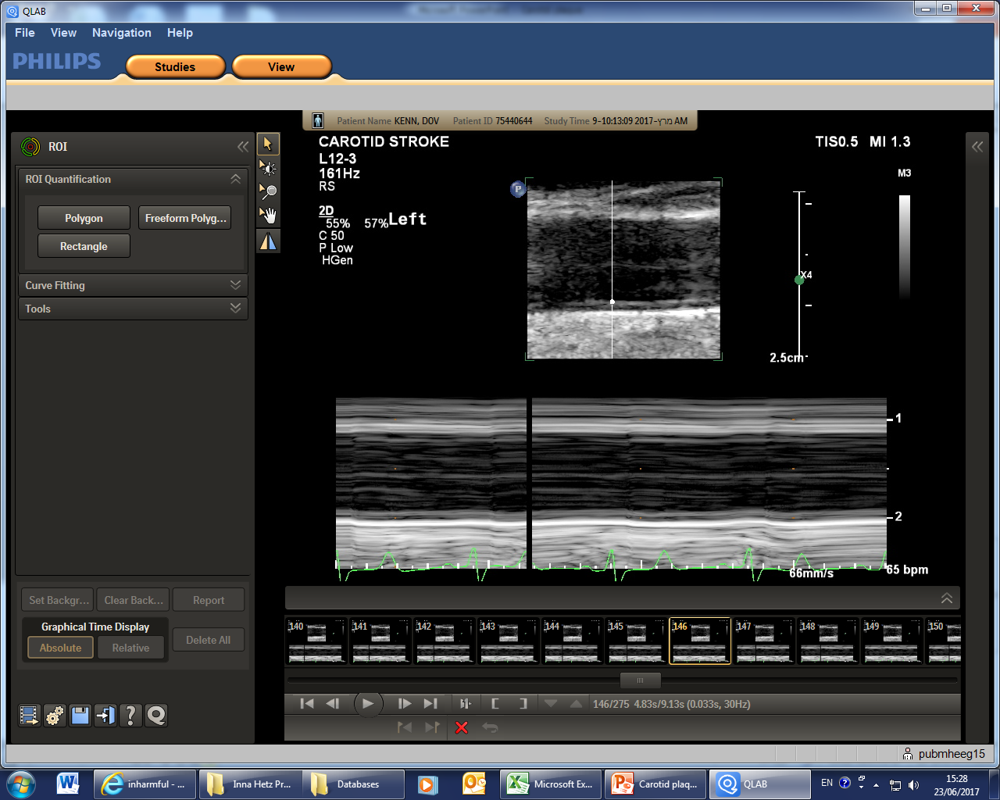 QLAB
File View Navigation Help
PHILIPS
Studies View
Patient Name KENN, DOV Patient ID 75440644 Study Time 9-מרץ-2017 10:13:09 AM
ROI
ROI Quantification
Polygon Freeform Polyg...
Rectangle
Curve Fitting
Tools
CAROTID STROKE
TIS0.5 MI 1.3
L12-3
161Hz
RS
M3
P
2D
55% 57% Left
C 50
P Low
HGen
X4
2.5cm
1
2
66mm/s
65 bpm
Set Backgr... Clear Back... Report
Graphical Time Display
Absolute Relative Delete All
140 141 142 143 144 145 146 147 148 149 150
146/275 4.83s/9.13s (0.033s, 30Hz)
pubmheeg15
inharmful - ... Inna Hetz Pr... Databases Microsoft Ex... Carotid plaq... QLAB EN 15:28
23/06/2017